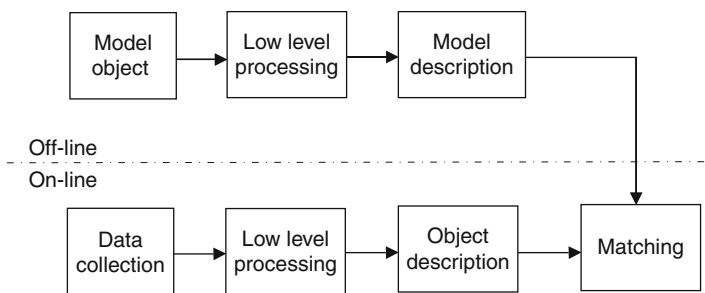 Model
object
Low level
processing
Model
description
Off-line
On-line
Data
collection
Low level
processing
Object
description
Matching